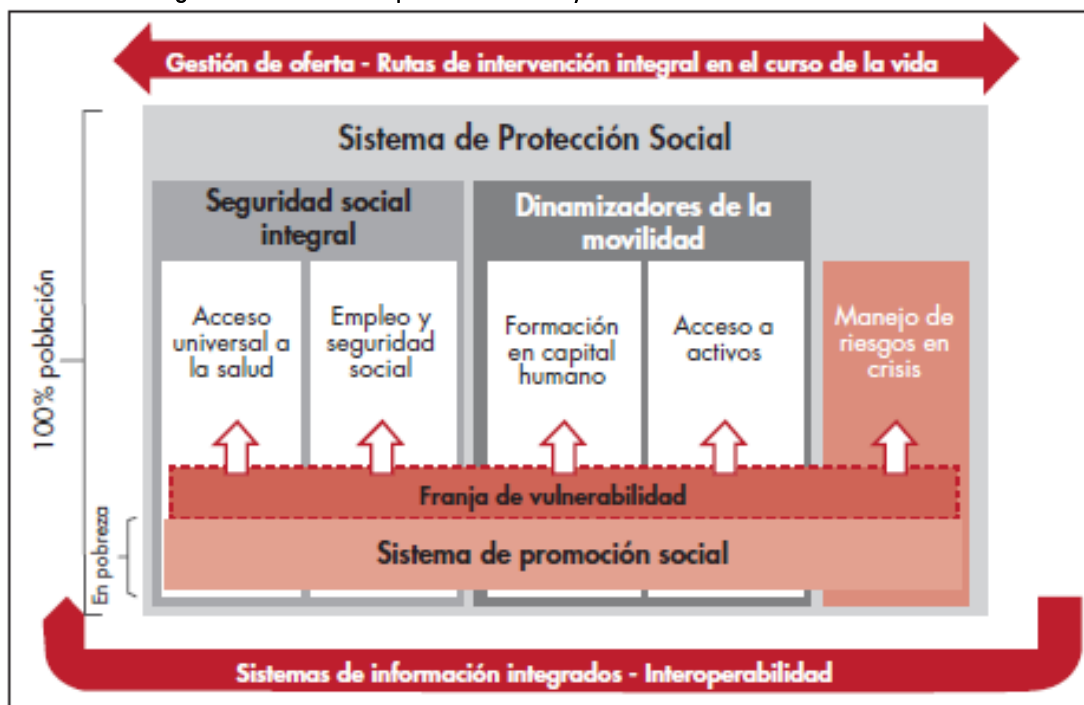 Gestión de oferta - Rutas de intervención integral en el curso de la vida
Sistema de Protección Social
Seguridad social
integral
Dinamizadores de la
movilidad
Acceso
universal a
la salud
Empleo y
seguridad
social
Formación
en capital
humano
Acceso a
activos
Manejo de
riesgos en
crisis
100% población
Franja de vulnerabilidad
En pobreza
Sistema de promoción social
Sistemas de información integrados - Interoperabilidad